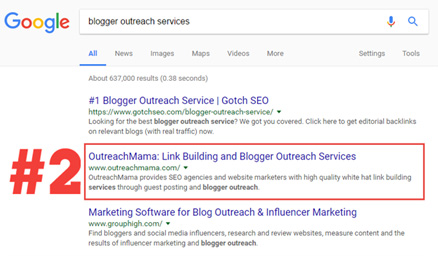 Google
blogger outreach services
All News Images Maps Videos More Settings Tools
About 637,000 results (0.38 seconds)
#1 Blogger Outreach Service | Gotch SEO
https://www.gotchseo.com/blogger-outreach-service/
Looking for the best blogger outreach service? We got you covered. Click here to get editorial backlinks
on relevant blogs (with real traffic) now.
#2
OutreachMama: Link Building and Blogger Outreach Services
www.outreachmama.com/
OutreachMama provides SEO agencies and website marketers with high quality white hat link building
services through guest posting and blogger outreach.
Marketing Software for Blog Outreach & Influencer Marketing
www.grouphigh.com/
Find bloggers and social media influencers, research and review websites, measure content and the
results of influencer marketing and blogger outreach.